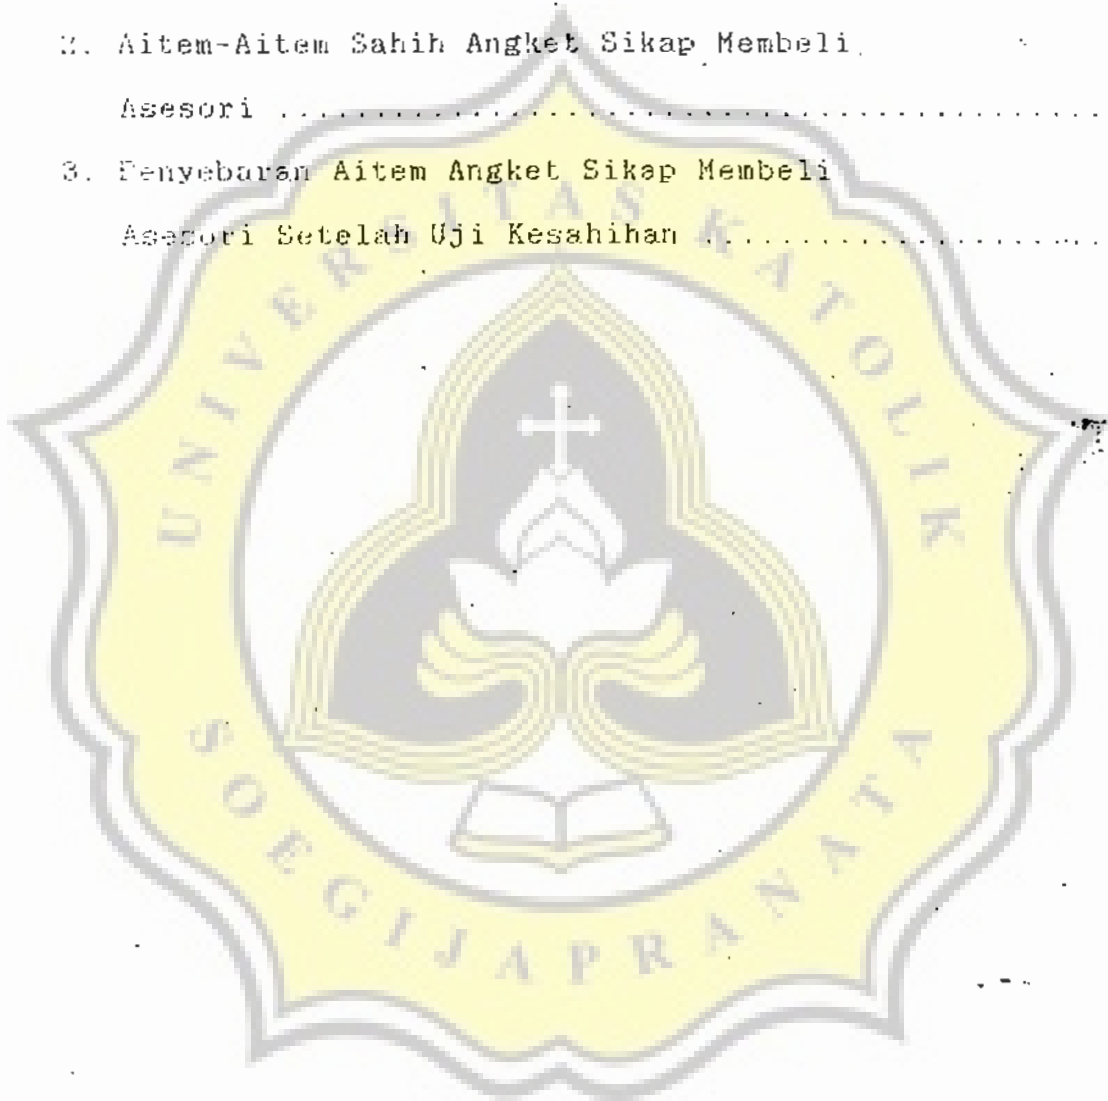 2. Aitem-Aitem Sahih Angket Sikap Membeli
Asesori ........................................
3. Penyebaran Aitem Angket Sikap Membeli
Asesori Setelah Uji Kesahihan ...................
UNIVERSITAS KATOLIK
SOEGIJAPRANATA